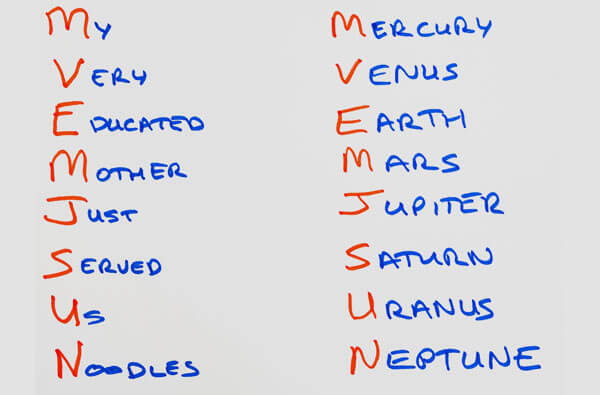 My Mercury
Very Venus
Educated Earth
Mother Mars
Just Jupiter
Served Saturn
Us Uranus
Noodles Neptune